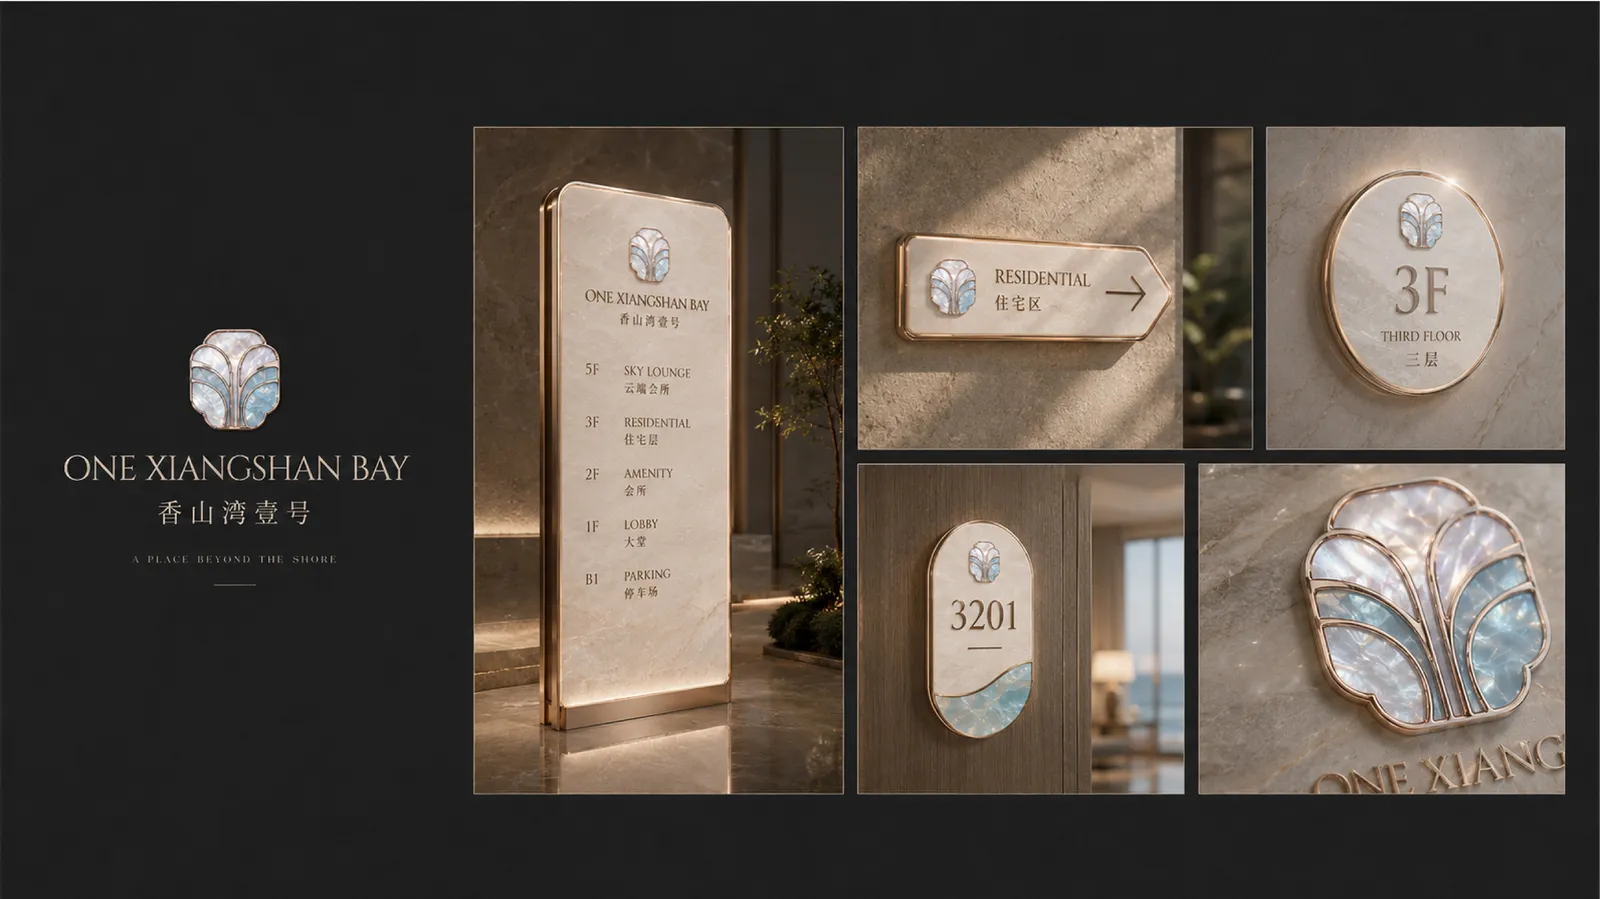 ONE XIANGSHAN BAY
香山湾壹号
A PLACE BEYOND THE SHORE
ONE XIANGSHAN BAY
香山湾壹号
5F SKY LOUNGE
云端会所
3F RESIDENTIAL
住宅层
2F AMENITY
会所
1F LOBBY
大堂
B1 PARKING
停车场
RESIDENTIAL
住宅区
3F
THIRD FLOOR
三层
3201
ONE XIANG